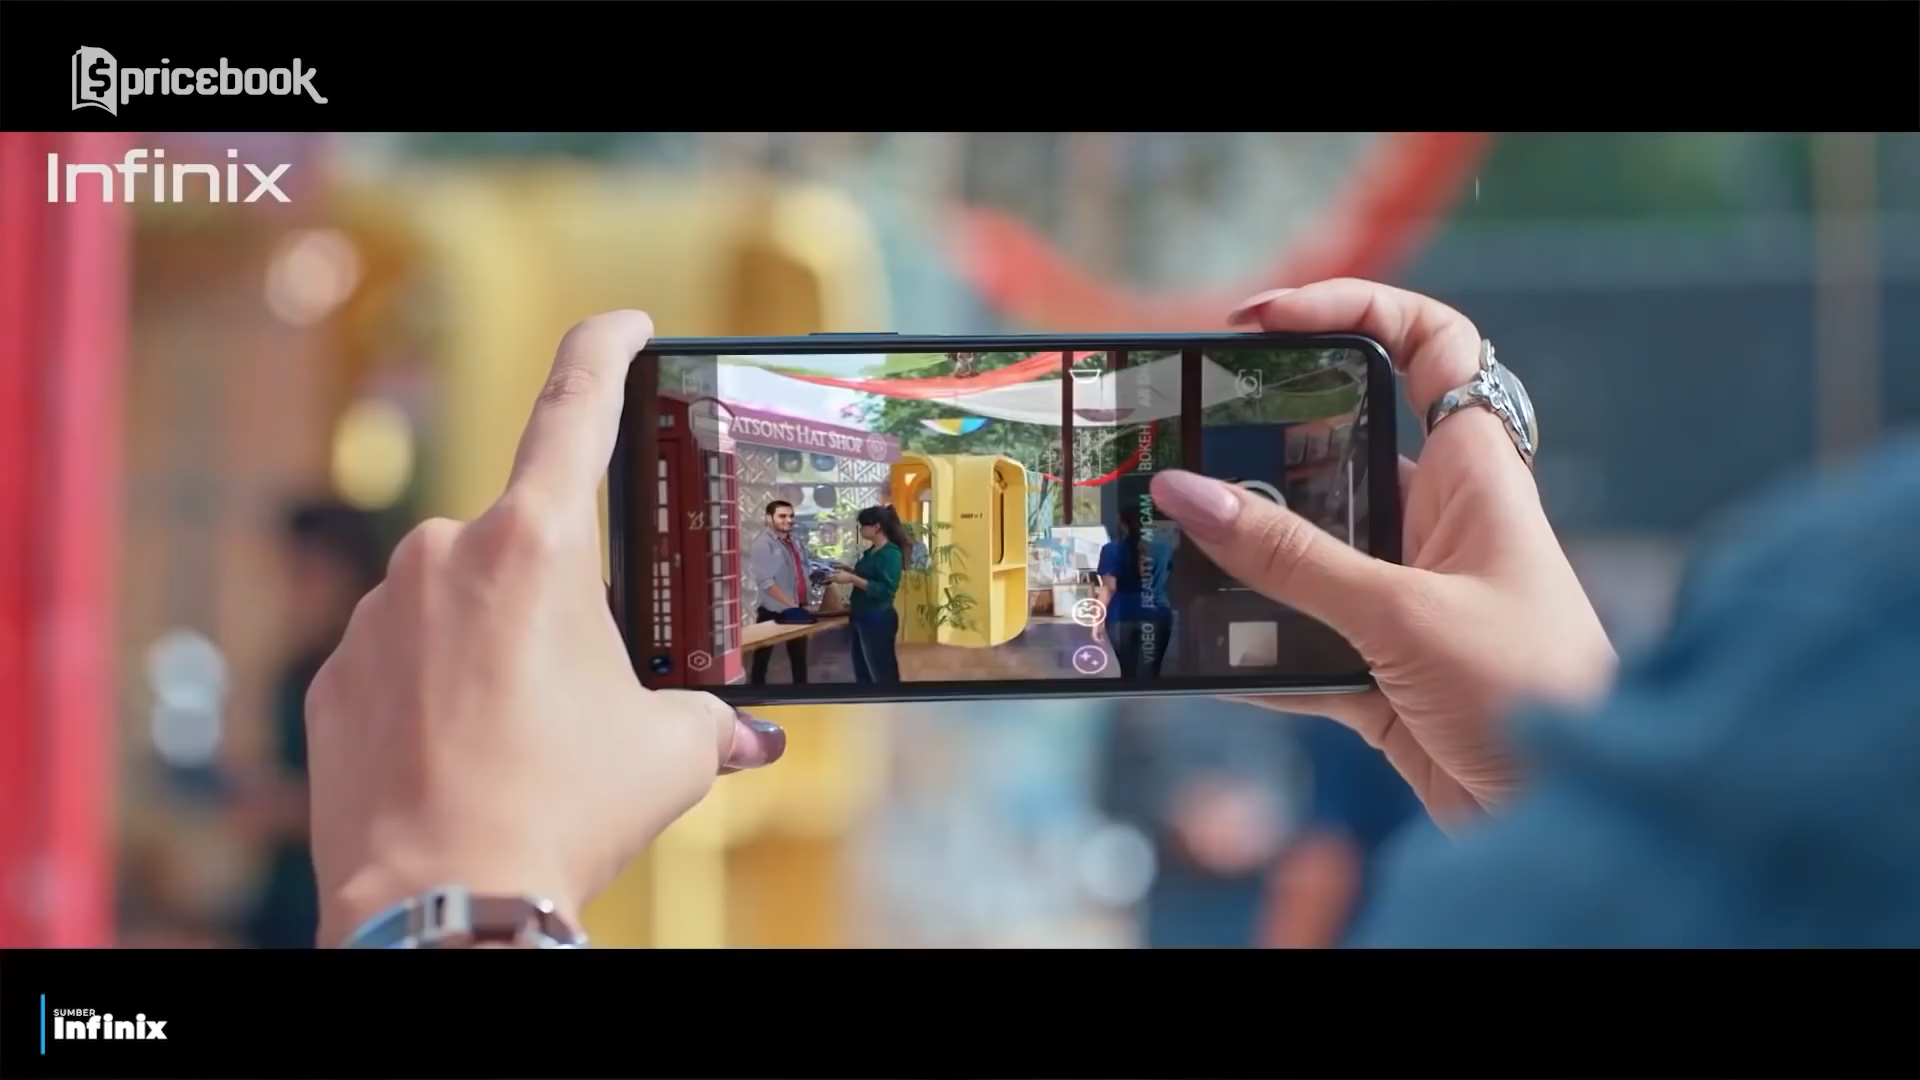 pricebook
Infinix
ATSON'S HAT SHOP
BOKEH
AI CAM
BEAUTY
VIDEO
SUMBER
Infinix